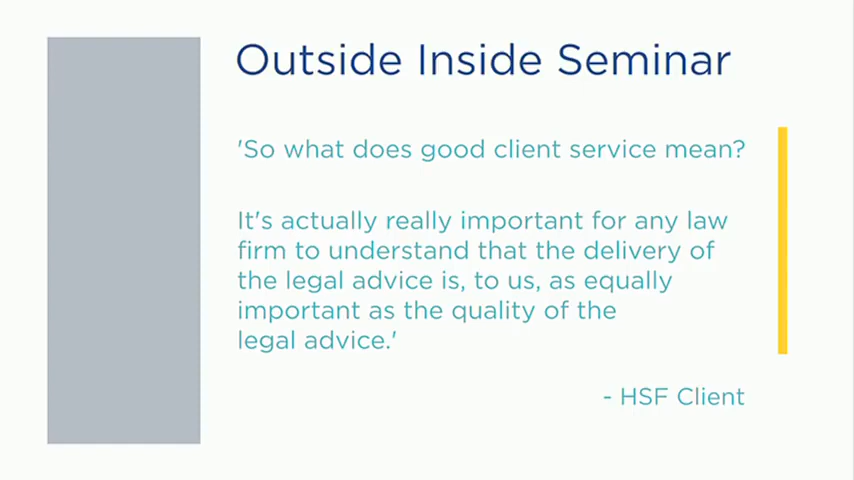 Outside Inside Seminar
'So what does good client service mean?
It's actually really important for any law
firm to understand that the delivery of
the legal advice is, to us, as equally
important as the quality of the
legal advice.'
- HSF Client